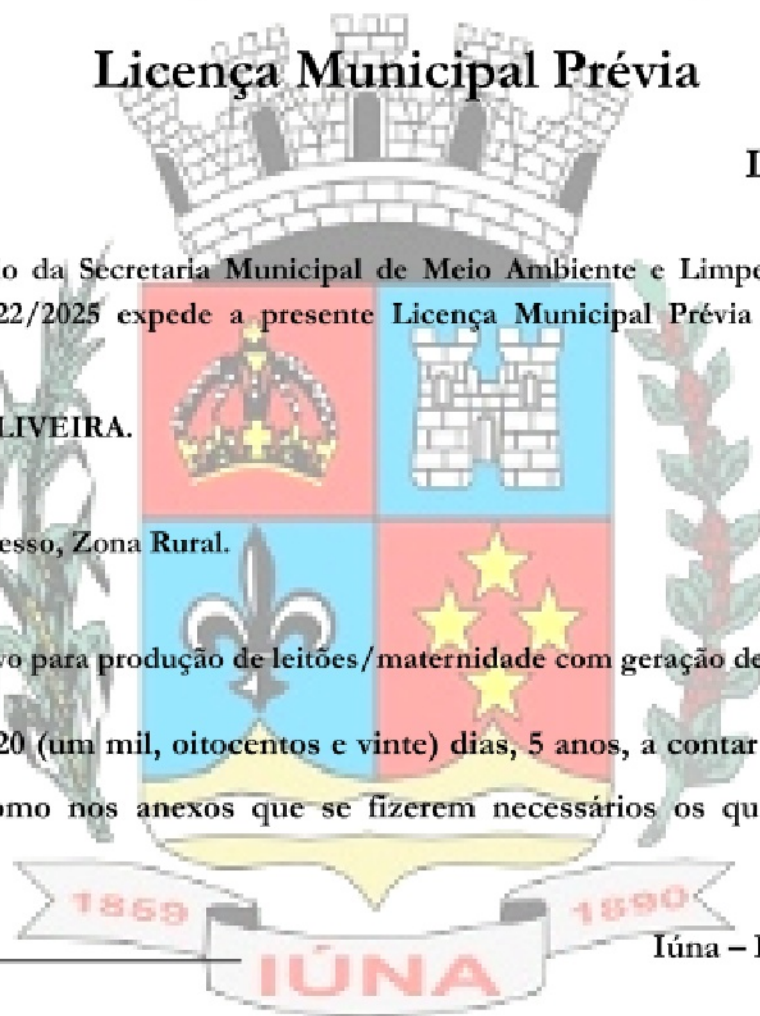 Licença Municipal Prévia
L
o da Secretaria Municipal de Meio Ambiente e Limpe
22/2025 expede a presente Licença Municipal Prévia
LIVEIRA.
esso, Zona Rural.
vo para produção de leitões/maternidade com geração de
20 (um mil, oitocentos e vinte) dias, 5 anos, a contar
omo nos anexos que se fizerem necessários os qu
1859
1890
Iúna –
IÚNA